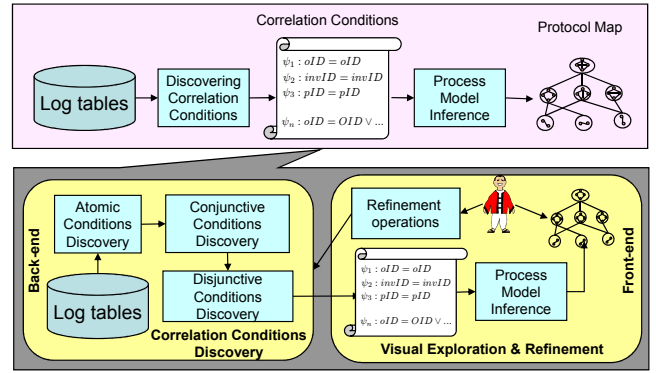 Correlation Conditions
Protocol Map
Log tables
Discovering
Correlation
Conditions
ψ₁ : oID = oID
ψ₂ : invID = invID
ψ₃ : pID = pID
ψₙ : oID = OID ∨ ...
Process
Model
Inference
Back-end
Atomic
Conditions
Discovery
Conjunctive
Conditions
Discovery
Log tables
Disjunctive
Conditions
Discovery
Correlation Conditions
Discovery
Refinement
operations
ψ₁ : oID = oID
ψ₂ : invID = invID
ψ₃ : pID = pID
ψₙ : oID = OID ∨ ...
Process
Model
Inference
Front-end
Visual Exploration & Refinement